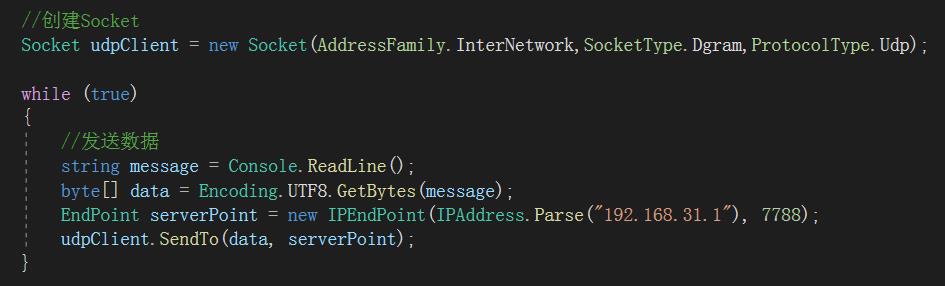 //创建Socket
Socket udpClient = new Socket(AddressFamily.InterNetwork,SocketType.Dgram,ProtocolType.Udp);
while (true)
{
//发送数据
string message = Console.ReadLine();
byte[] data = Encoding.UTF8.GetBytes(message);
EndPoint serverPoint = new IPEndPoint(IPAddress.Parse("192.168.31.1"), 7788);
udpClient.SendTo(data, serverPoint);
}